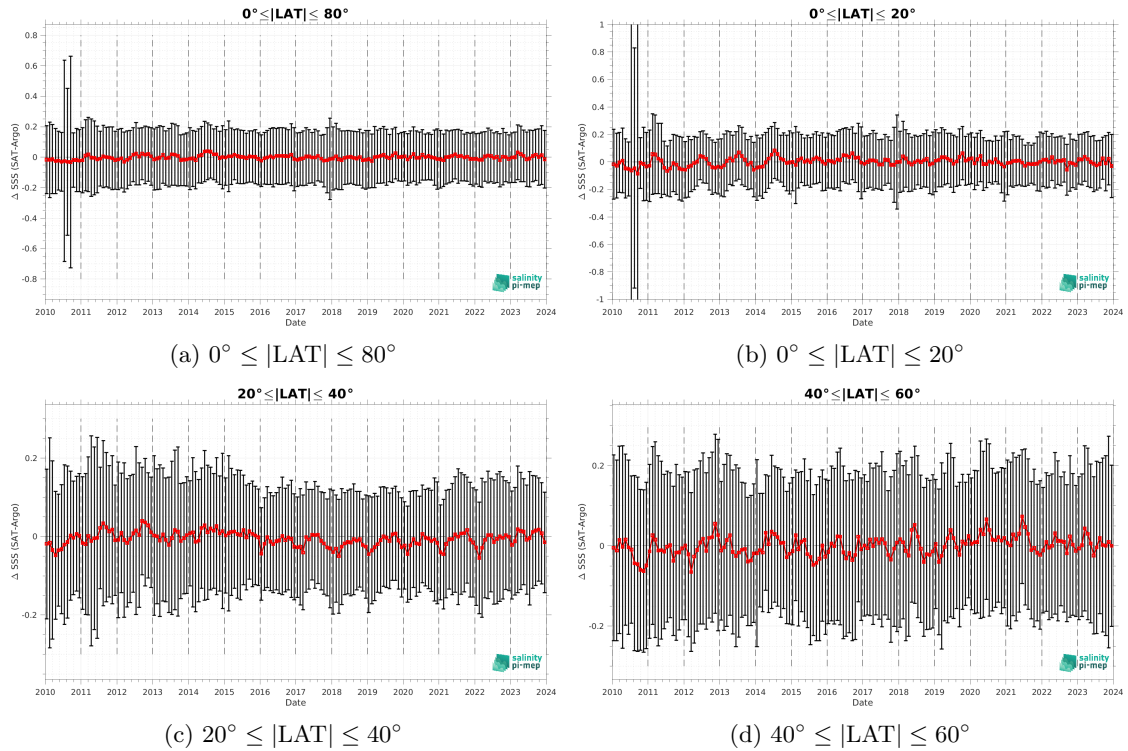 0°≤|LAT|≤ 80°
Δ SSS (SAT-Argo)
0.8
0.6
0.4
0.2
0
-0.2
-0.4
-0.6
-0.8
salinity
pi-mep
2010 2011 2012 2013 2014 2015 2016 2017 2018 2019 2020 2021 2022 2023 2024
Date
(a) 0° ≤ |LAT| ≤ 80°
0°≤|LAT|≤ 20°
Δ SSS (SAT-Argo)
1
0.8
0.6
0.4
0.2
0
-0.2
-0.4
-0.6
-0.8
-1
salinity
pi-mep
2010 2011 2012 2013 2014 2015 2016 2017 2018 2019 2020 2021 2022 2023 2024
Date
(b) 0° ≤ |LAT| ≤ 20°
20°≤|LAT|≤ 40°
Δ SSS (SAT-Argo)
0.2
0
-0.2
salinity
pi-mep
2010 2011 2012 2013 2014 2015 2016 2017 2018 2019 2020 2021 2022 2023 2024
Date
(c) 20° ≤ |LAT| ≤ 40°
40°≤|LAT|≤ 60°
Δ SSS (SAT-Argo)
0.2
0
-0.2
salinity
pi-mep
2010 2011 2012 2013 2014 2015 2016 2017 2018 2019 2020 2021 2022 2023 2024
Date
(d) 40° ≤ |LAT| ≤ 60°